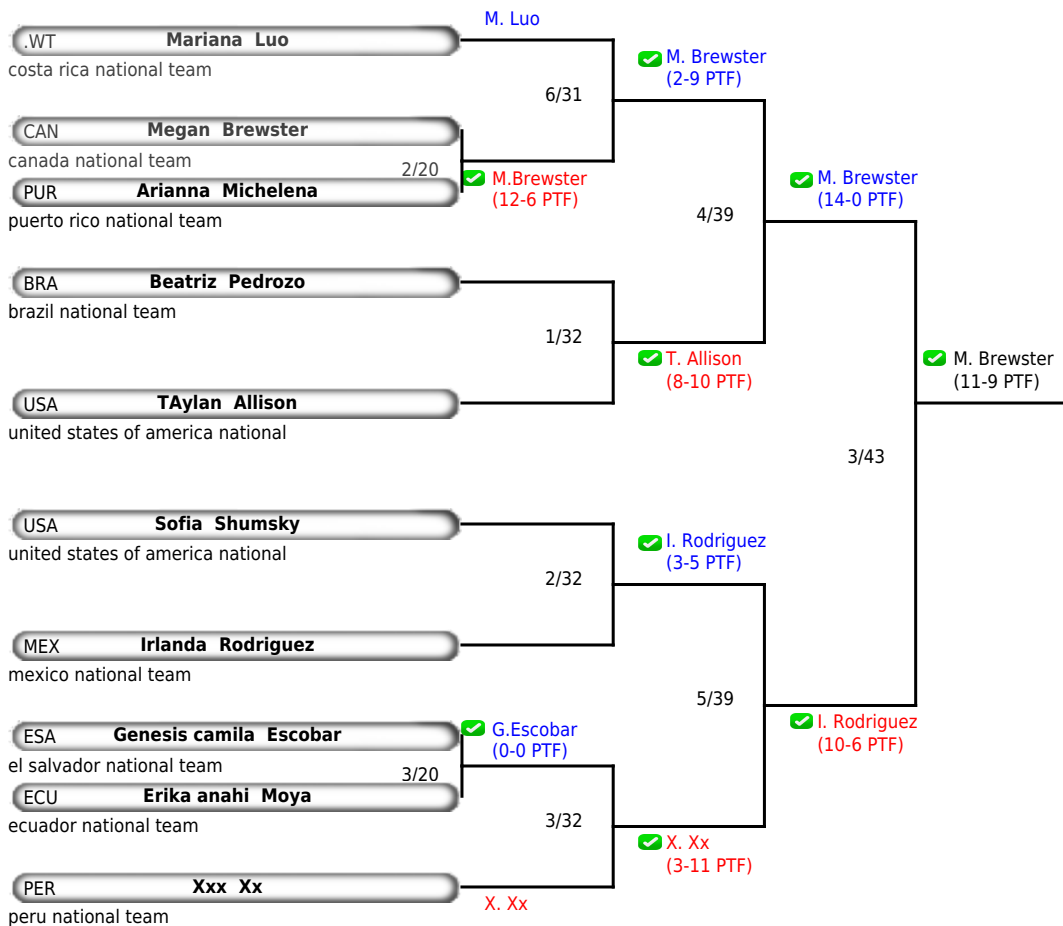 M. Luo
.WT Mariana Luo
costa rica national team
M. Brewster
(2-9 PTF)
6/31
CAN Megan Brewster
canada national team
2/20
PUR Arianna Michelena
puerto rico national team
M.Brewster
(12-6 PTF)
M. Brewster
(14-0 PTF)
4/39
BRA Beatriz Pedrozo
brazil national team
1/32
T. Allison
(8-10 PTF)
M. Brewster
(11-9 PTF)
USA TAylan Allison
united states of america national
3/43
USA Sofia Shumsky
united states of america national
I. Rodriguez
(3-5 PTF)
2/32
MEX Irlanda Rodriguez
mexico national team
5/39
I. Rodriguez
(10-6 PTF)
ESA Genesis camila Escobar
el salvador national team
G.Escobar
(0-0 PTF)
3/20
ECU Erika anahi Moya
ecuador national team
3/32
X. Xx
(3-11 PTF)
PER Xxx Xx
peru national team
X. Xx